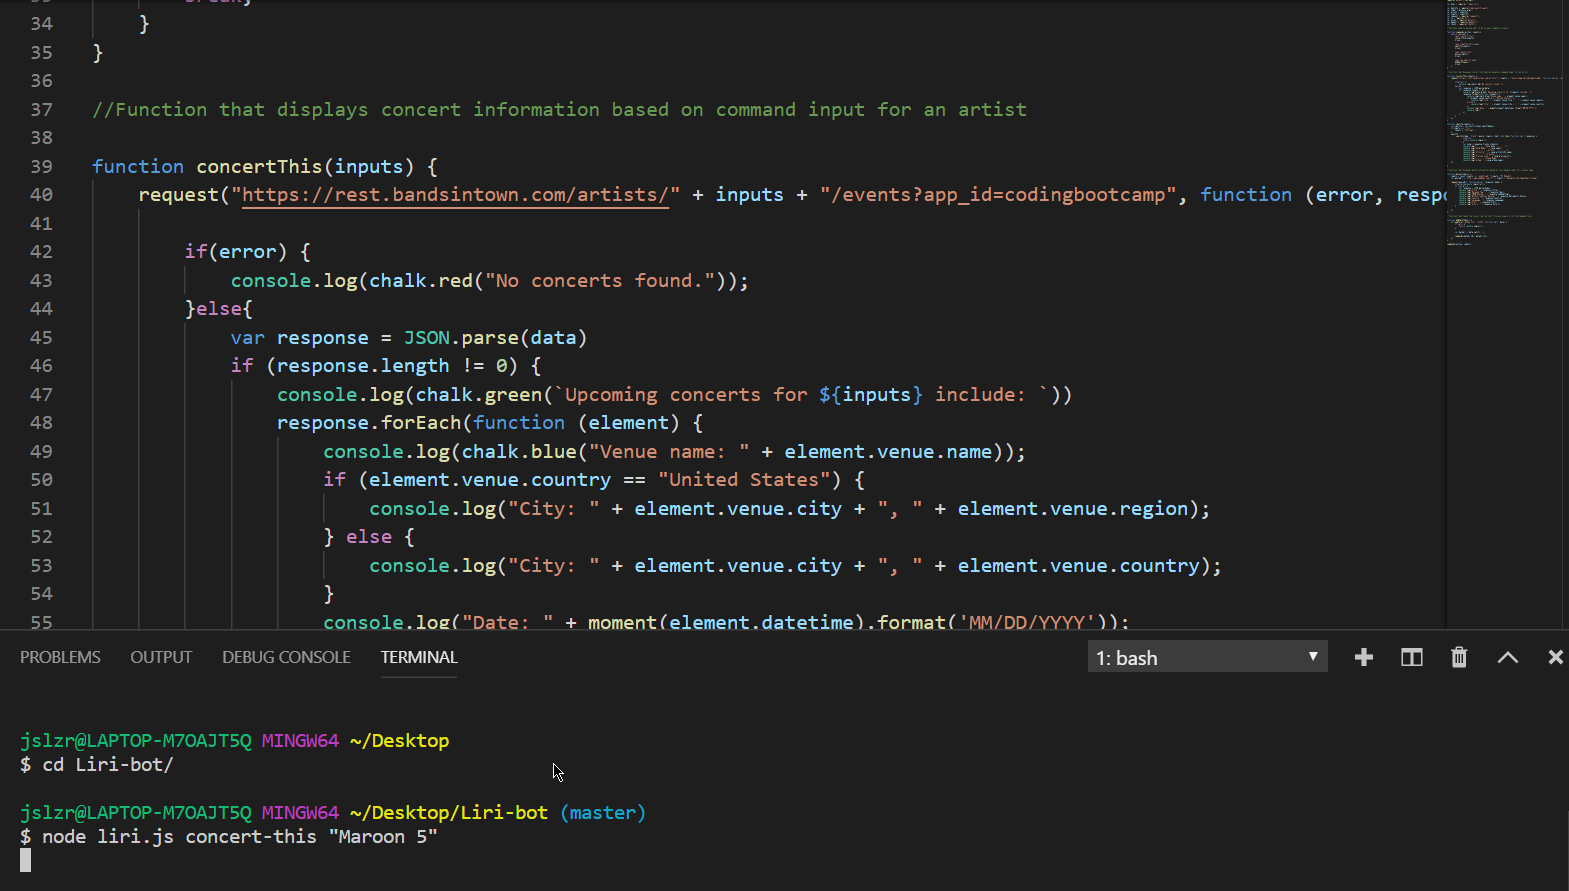 33 break;
34 }
35 }
36
37 //Function that displays concert information based on command input for an artist
38
39 function concertThis(inputs) {
40 request("https://rest.bandsintown.com/artists/" + inputs + "/events?app_id=codingbootcamp", function (error, respo
41
42 if(error) {
43 console.log(chalk.red("No concerts found."));
44 }else{
45 var response = JSON.parse(data)
46 if (response.length != 0) {
47 console.log(chalk.green(`Upcoming concerts for ${inputs} include: `))
48 response.forEach(function (element) {
49 console.log(chalk.blue("Venue name: " + element.venue.name));
50 if (element.venue.country == "United States") {
51 console.log("City: " + element.venue.city + ", " + element.venue.region);
52 } else {
53 console.log("City: " + element.venue.city + ", " + element.venue.country);
54 }
55 console.log("Date: " + moment(element.datetime).format('MM/DD/YYYY'));
PROBLEMS OUTPUT DEBUG CONSOLE TERMINAL 1: bash
jslzr@LAPTOP-M7OAJT5Q MINGW64 ~/Desktop
$ cd Liri-bot/
jslzr@LAPTOP-M7OAJT5Q MINGW64 ~/Desktop/Liri-bot (master)
$ node liri.js concert-this "Maroon 5"